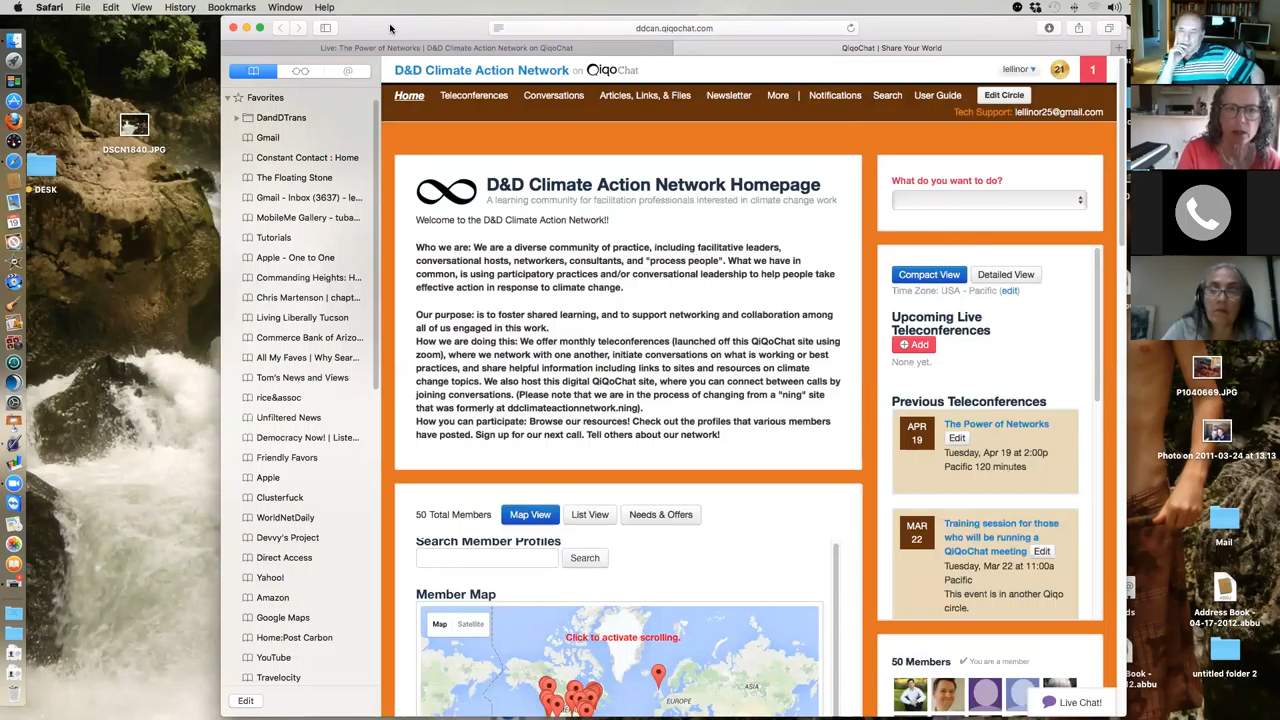 Safari File Edit View History Bookmarks Window Help
ddcan.qiqochat.com
Live: The Power of Networks | D&D Climate Action Network on QiqoChat
QiqoChat | Share Your World
DSCN1840.JPG
DESK
Favorites
DandDTrans
Gmail
Constant Contact : Home
The Floating Stone
Gmail - Inbox (3637) - le...
MobileMe Gallery - tuba...
Tutorials
Apple - One to One
Commanding Heights: H...
Chris Martenson | chapt...
Living Liberally Tucson
Commerce Bank of Arizo...
All My Faves | Why Sear...
Tom's News and Views
rice&assoc
Unfiltered News
Democracy Now! | Liste...
Friendly Favors
Apple
Clusterfuck
WorldNetDaily
Devvy's Project
Direct Access
Yahoo!
Amazon
Google Maps
Home:Post Carbon
YouTube
Travelocity
Edit
D&D Climate Action Network on QiqoChat
lellinor 21 1
Home Teleconferences Conversations Articles, Links, & Files Newsletter More Notifications Search User Guide Edit Circle
Tech Support: lellinor25@gmail.com
D&D Climate Action Network Homepage
A learning community for facilitation professionals interested in climate change work
Welcome to the D&D Climate Action Network!!
Who we are: We are a diverse community of practice, including facilitative leaders,
conversational hosts, networkers, consultants, and "process people". What we have in
common, is using participatory practices and/or conversational leadership to help people take
effective action in response to climate change.
Our purpose: is to foster shared learning, and to support networking and collaboration among
all of us engaged in this work.
How we are doing this: We offer monthly teleconferences (launched off this QiQoChat site using
zoom), where we network with one another, initiate conversations on what is working or best
practices, and share helpful information including links to sites and resources on climate
change topics. We also host this digital QiQoChat site, where you can connect between calls by
joining conversations. (Please note that we are in the process of changing from a "ning" site
that was formerly at ddclimateactionnetwork.ning).
How you can participate: Browse our resources! Check out the profiles that various members
have posted. Sign up for our next call. Tell others about our network!
50 Total Members Map View List View Needs & Offers
Search Member Profiles
Search
Member Map
Map Satellite
Click to activate scrolling.
EUROPE
ASIA
What do you want to do?
Compact View Detailed View
Time Zone: USA - Pacific (edit)
Upcoming Live
Teleconferences
Add
None yet.
Previous Teleconferences
APR
19
The Power of Networks
Edit
Tuesday, Apr 19 at 2:00p
Pacific 120 minutes
MAR
22
Training session for those
who will be running a
QiQoChat meeting Edit
Tuesday, Mar 22 at 11:00a
Pacific
This event is in another Qiqo
circle.
50 Members You are a member
Live Chat!
P1040669.JPG
Photo on 2011-03-24 at 13.13
Mail
Address Book -
04-17-2012.abbu
untitled folder 2